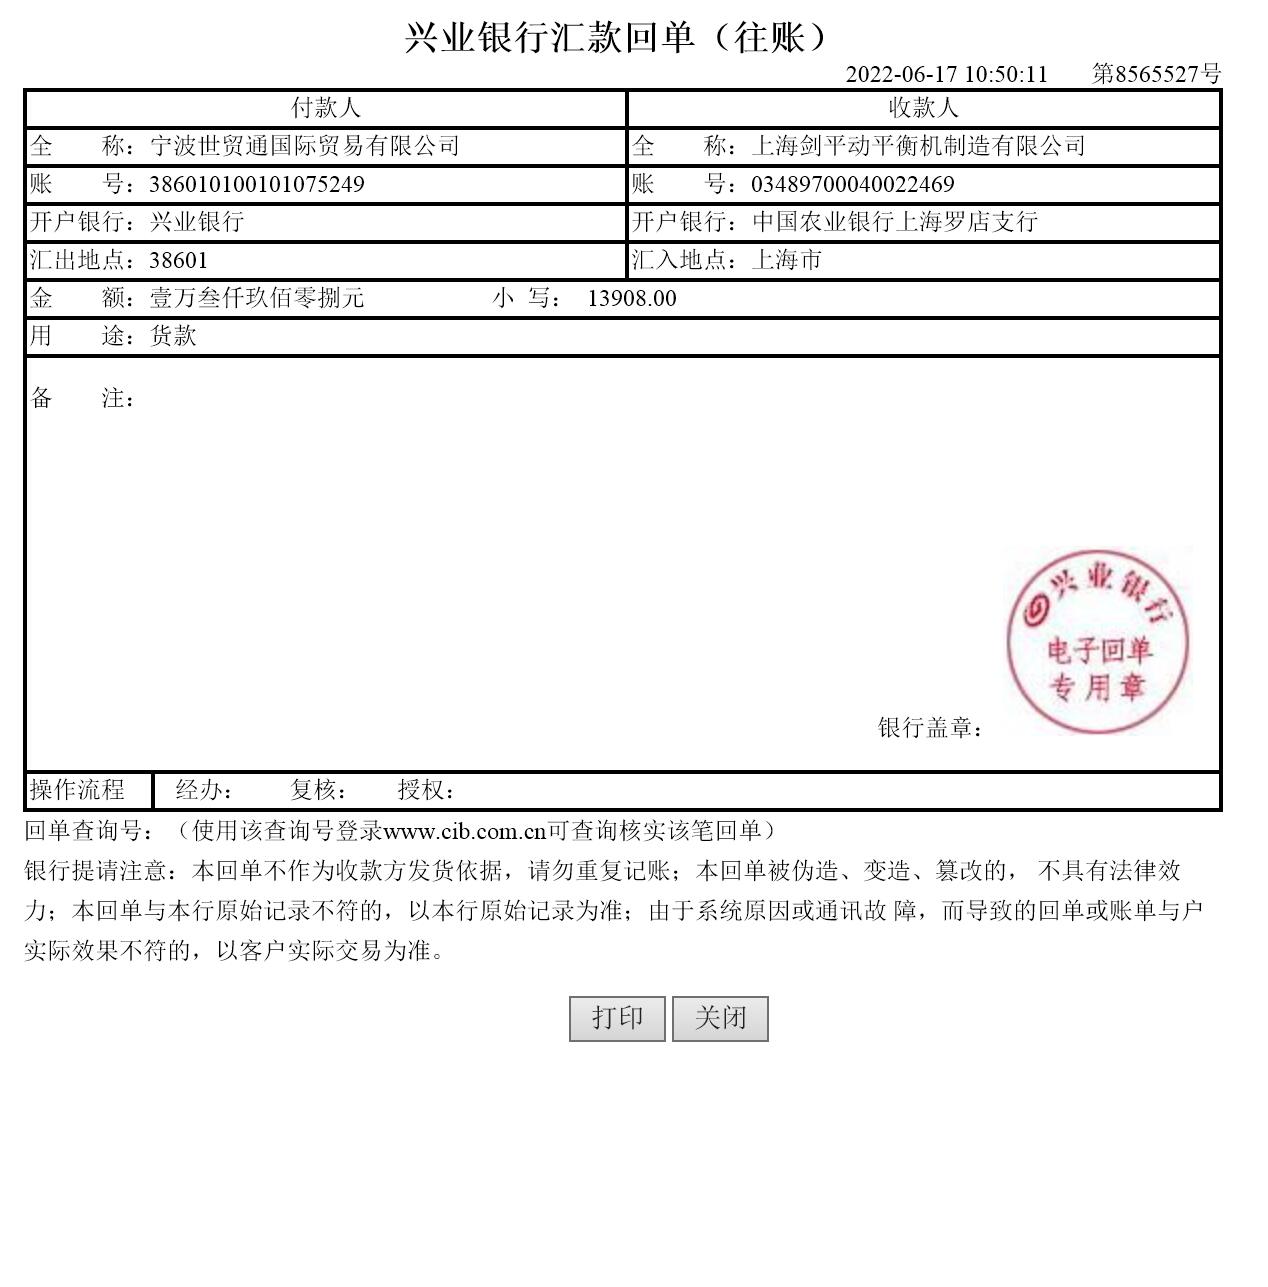 兴业银行汇款回单（往账）
2022-06-17 10:50:11 第8565527号
付款人 收款人
全 称：宁波世贸通国际贸易有限公司 全 称：上海剑平动平衡机制造有限公司
账 号：386010100101075249 账 号：03489700040022469
开户银行：兴业银行 开户银行：中国农业银行上海罗店支行
汇出地点：38601 汇入地点：上海市
金 额：壹万叁仟玖佰零捌元 小 写： 13908.00
用 途：货款
备 注：
兴业银行
电子回单
专用章
银行盖章：
操作流程 经办： 复核： 授权：
回单查询号：（使用该查询号登录www.cib.com.cn可查询核实该笔回单）
银行提请注意：本回单不作为收款方发货依据，请勿重复记账；本回单被伪造、变造、篡改的， 不具有法律效
力；本回单与本行原始记录不符的，以本行原始记录为准；由于系统原因或通讯故 障，而导致的回单或账单与户
实际效果不符的，以客户实际交易为准。
打印 关闭